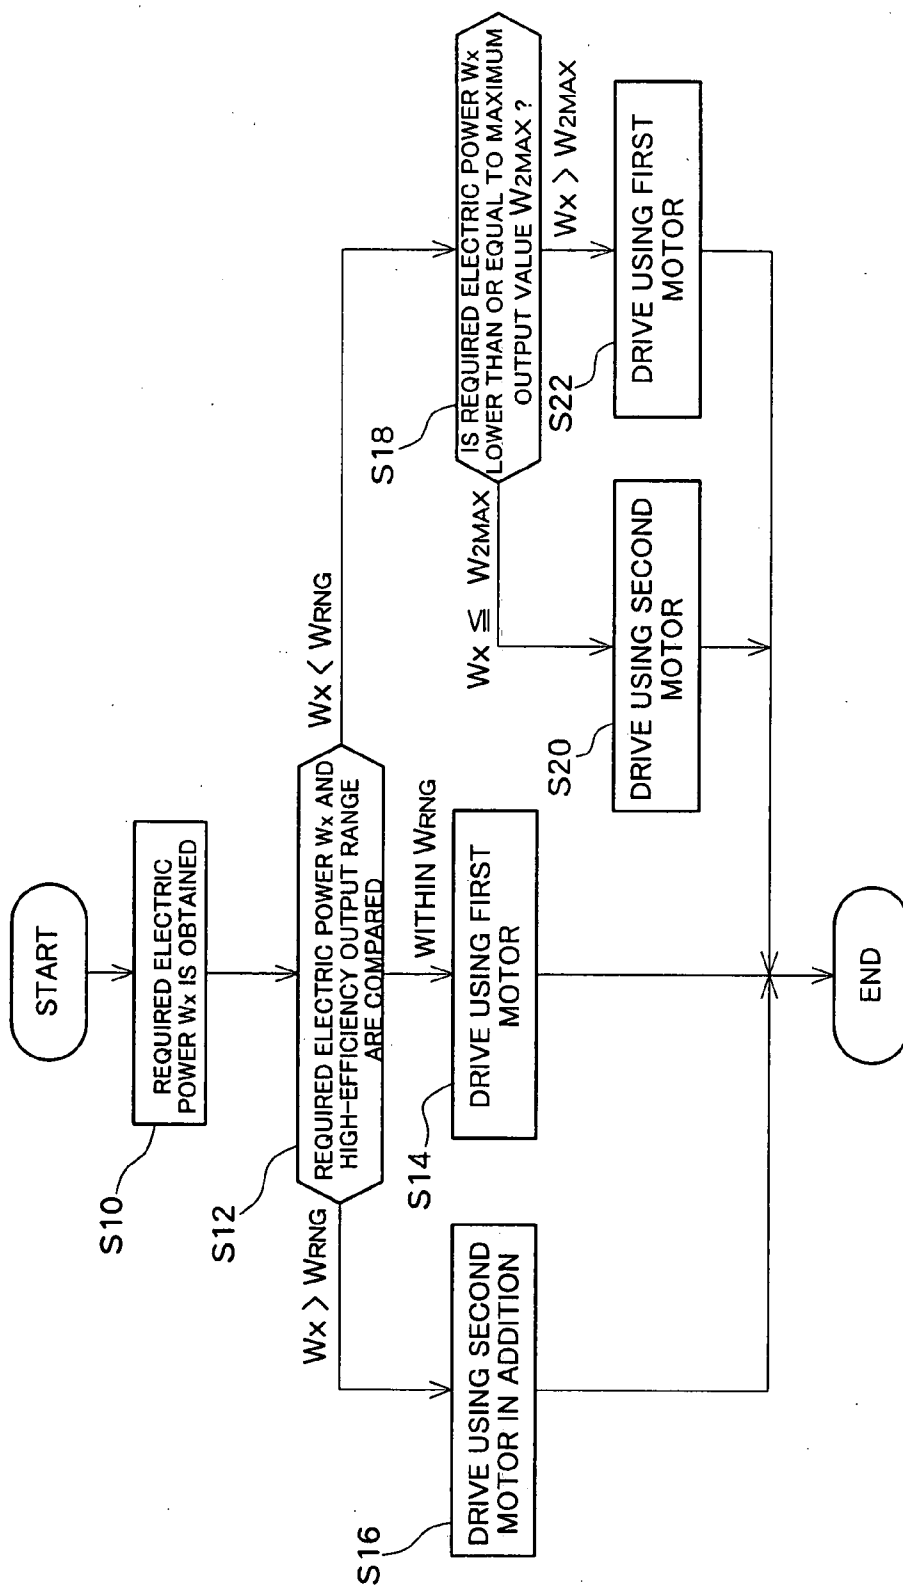 START
S10
REQUIRED ELECTRIC
POWER Wx IS OBTAINED
S12
REQUIRED ELECTRIC POWER Wx AND
HIGH-EFFICIENCY OUTPUT RANGE
ARE COMPARED
Wx > WRNG
WITHIN WRNG
Wx < WRNG
S16
DRIVE USING SECOND
MOTOR IN ADDITION
S14
DRIVE USING FIRST
MOTOR
S18
IS REQUIRED ELECTRIC POWER Wx
LOWER THAN OR EQUAL TO MAXIMUM
OUTPUT VALUE W2MAX ?
Wx ≦ W2MAX
Wx > W2MAX
S20
DRIVE USING SECOND
MOTOR
S22
DRIVE USING FIRST
MOTOR
END